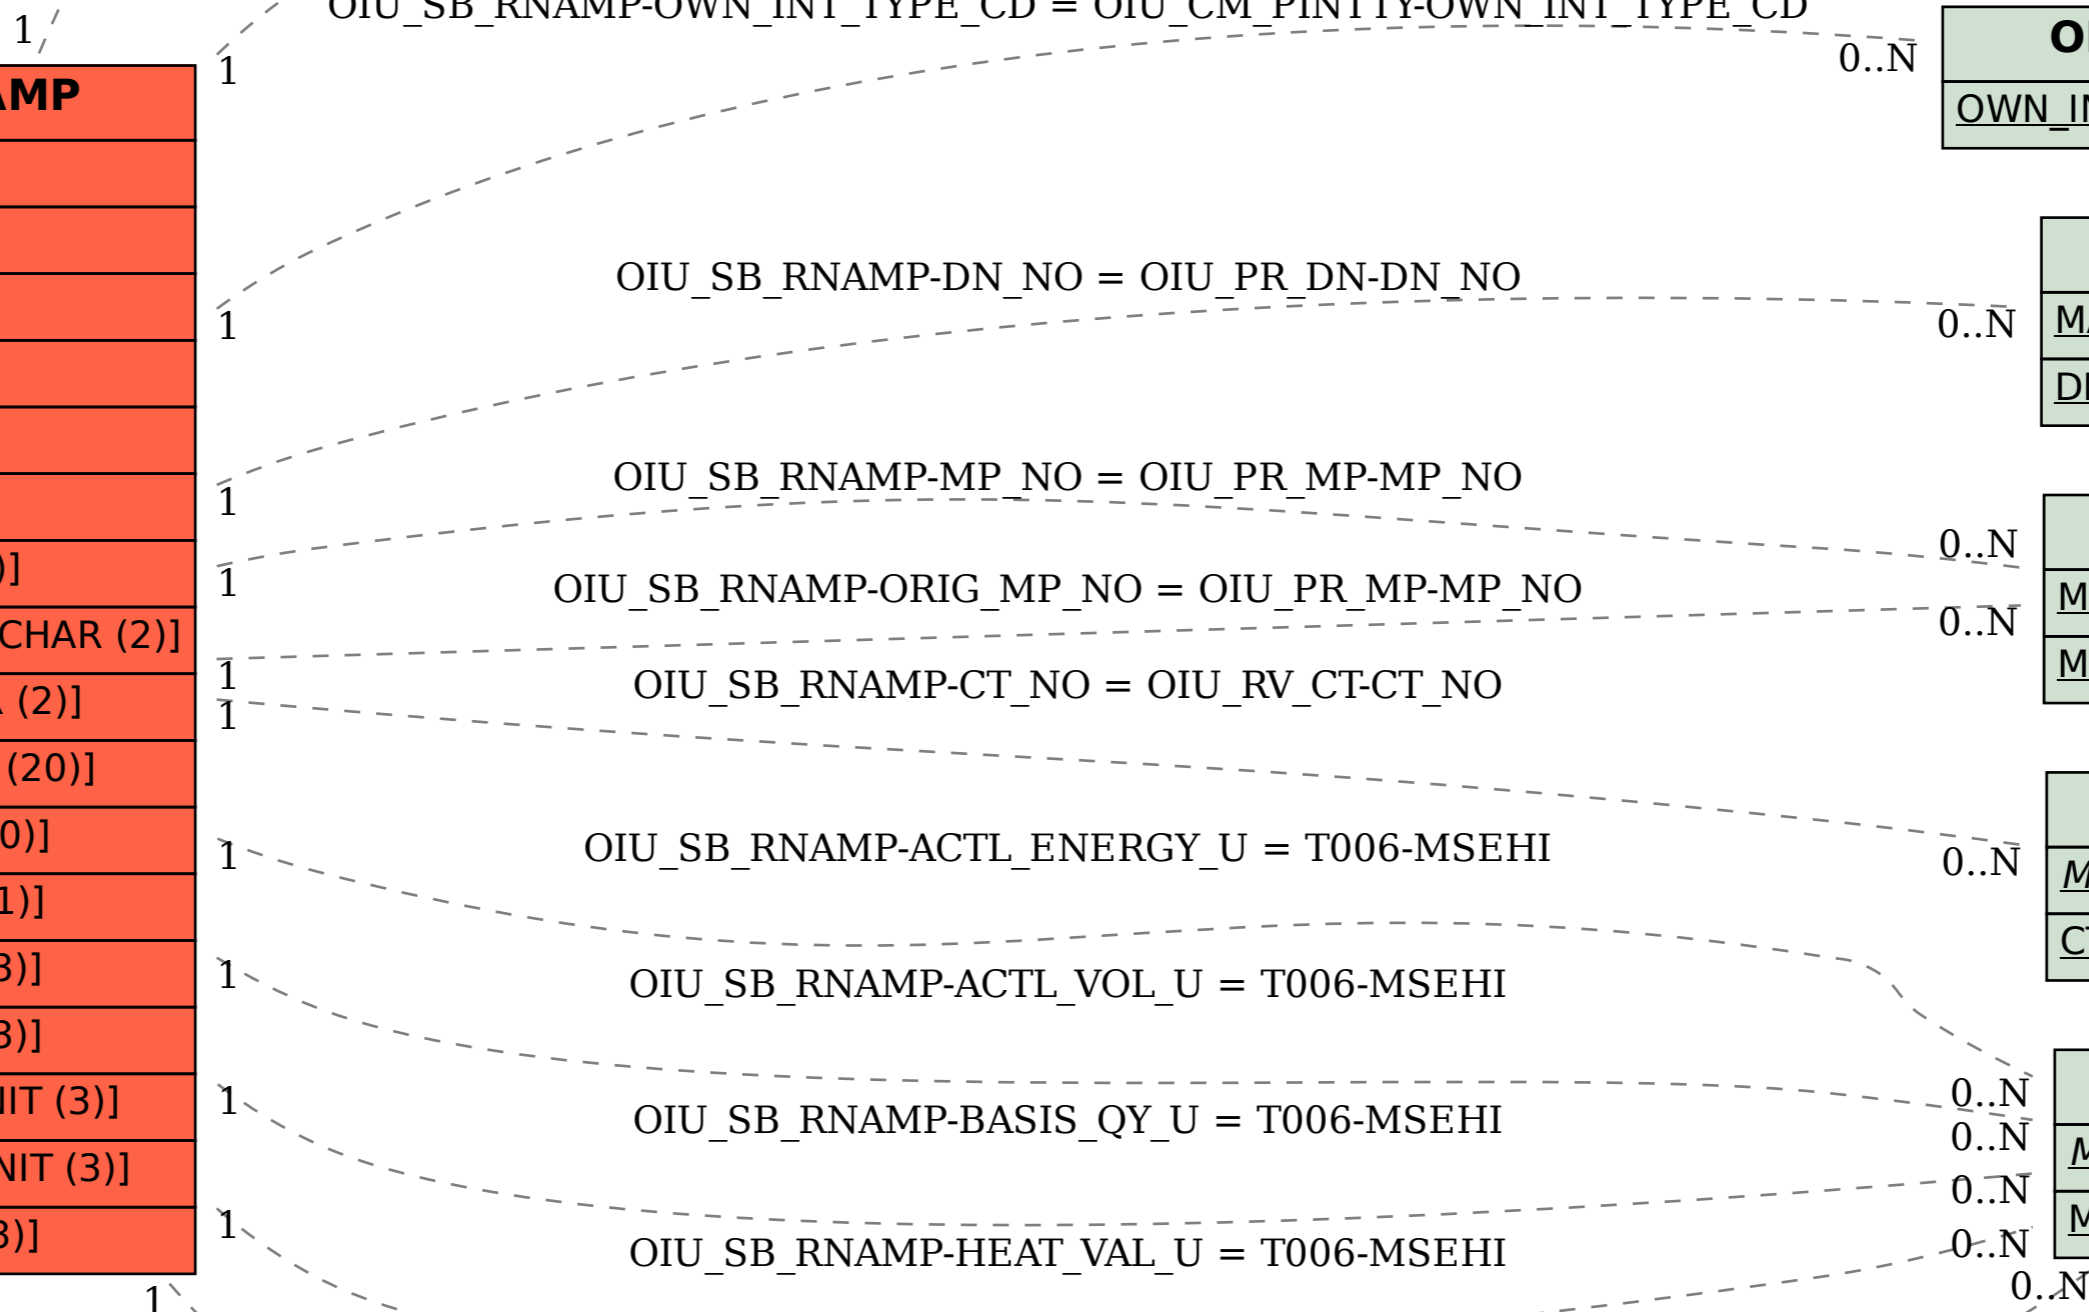 OIU_SB_RNAMP-OWN_INT_TYPE_CD = OIU_CM_PINTTY-OWN_INT_TYPE_CD
1
1
0..N
AMP
OWN_IN
OIU_SB_RNAMP-DN_NO = OIU_PR_DN-DN_NO
1
0..N
OIU_SB_RNAMP-MP_NO = OIU_PR_MP-MP_NO
1
0..N
)]
1
OIU_SB_RNAMP-ORIG_MP_NO = OIU_PR_MP-MP_NO
0..N
CHAR (2)]
1
OIU_SB_RNAMP-CT_NO = OIU_RV_CT-CT_NO
(2)]
1
(20)]
0)]
1
OIU_SB_RNAMP-ACTL_ENERGY_U = T006-MSEHI
0..N
1)]
CT
3)]
1
OIU_SB_RNAMP-ACTL_VOL_U = T006-MSEHI
3)]
0..N
NIT (3)]
1
OIU_SB_RNAMP-BASIS_QY_U = T006-MSEHI
0..N
NIT (3)]
0..N
3)]
1
OIU_SB_RNAMP-HEAT_VAL_U = T006-MSEHI
0..N
0..N
1